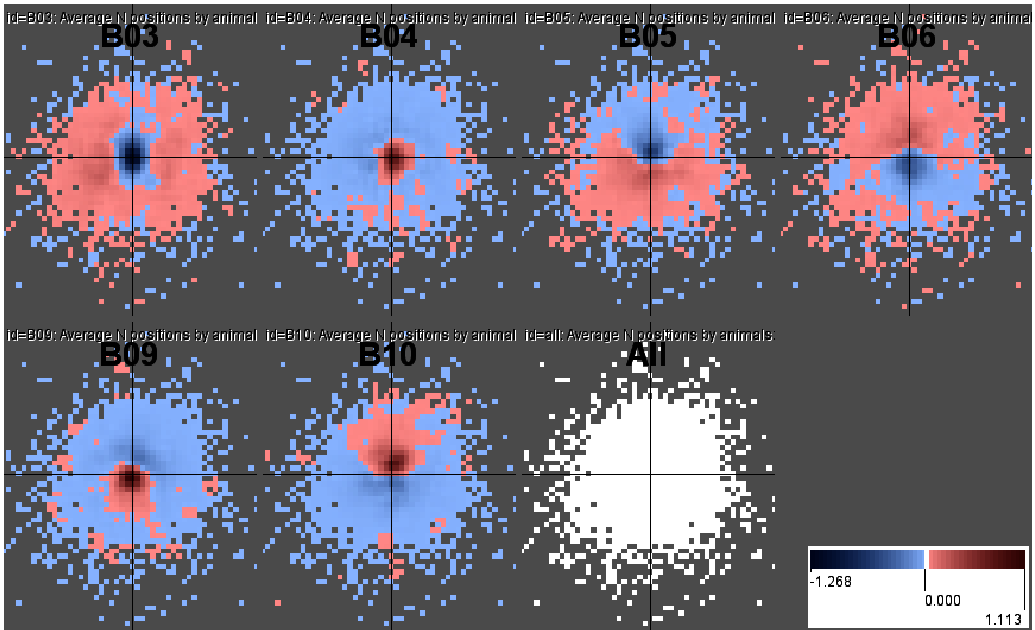 id=B03: Average N positions by animal
B03
id=B04: Average N positions by animal
B04
id=B05: Average N positions by animal
B05
id=B06: Average N positions by anima
B06
id=B09: Average N positions by animal
B09
id=B10: Average N positions by animal
B10
id=all: Average N positions by animals:
All
-1.268
0.000
1.113